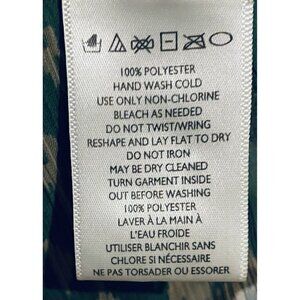 100% POLYESTER
HAND WASH COLD
USE ONLY NON-CHLORINE
BLEACH AS NEEDED
DO NOT TWIST/WRING
RESHAPE AND LAY FLAT TO DRY
DO NOT IRON
MAY BE DRY CLEANED
TURN GARMENT INSIDE
OUT BEFORE WASHING
100% POLYESTER
LAVER À LA MAIN À
L'EAU FROIDE
UTILISER BLANCHIR SANS
CHLORE SI NÉCESSAIRE
NE PAS TORSADER OU ESSORER